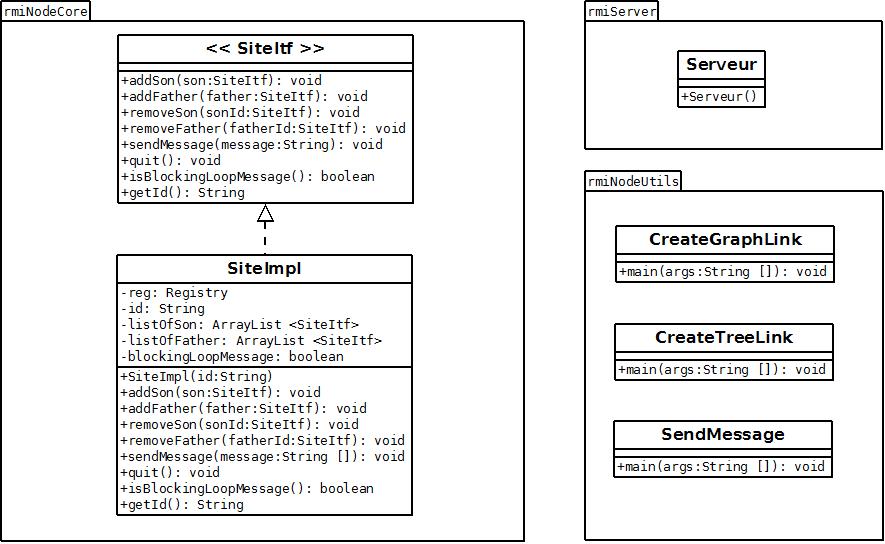 rmiNodeCore
<< SiteItf >>
+addSon(son:SiteItf): void
+addFather(father:SiteItf): void
+removeSon(sonId:SiteItf): void
+removeFather(fatherId:SiteItf): void
+sendMessage(message:String): void
+quit(): void
+isBlockingLoopMessage(): boolean
+getId(): String
SiteImpl
-reg: Registry
-id: String
-listOfSon: ArrayList <SiteItf>
-listOfFather: ArrayList <SiteItf>
-blockingLoopMessage: boolean
+SiteImpl(id:String)
+addSon(son:SiteItf): void
+addFather(father:SiteItf): void
+removeSon(sonId:SiteItf): void
+removeFather(fatherId:SiteItf): void
+sendMessage(message:String []): void
+quit(): void
+isBlockingLoopMessage(): boolean
+getId(): String
rmiServer
Serveur
+Serveur()
rmiNodeUtils
CreateGraphLink
+main(args:String []): void
CreateTreeLink
+main(args:String []): void
SendMessage
+main(args:String []): void